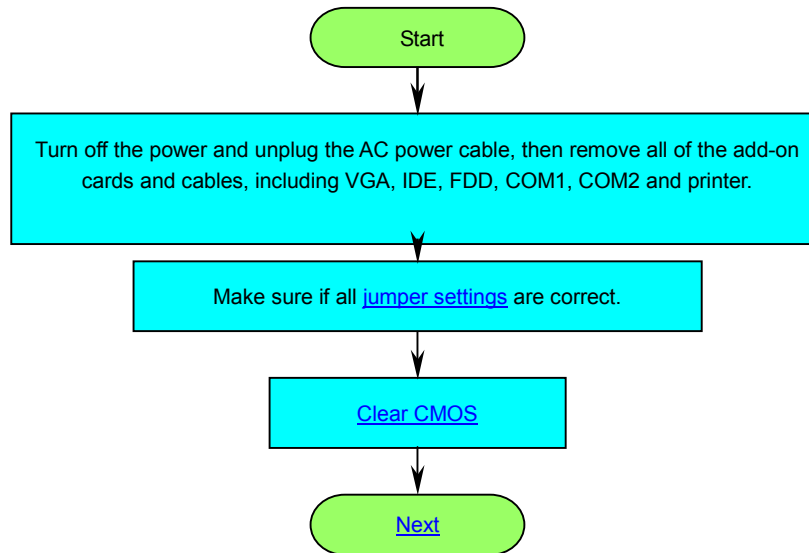 Start
Turn off the power and unplug the AC power cable, then remove all of the add-on
cards and cables, including VGA, IDE, FDD, COM1, COM2 and printer.
Make sure if all jumper settings are correct.
Clear CMOS
Next